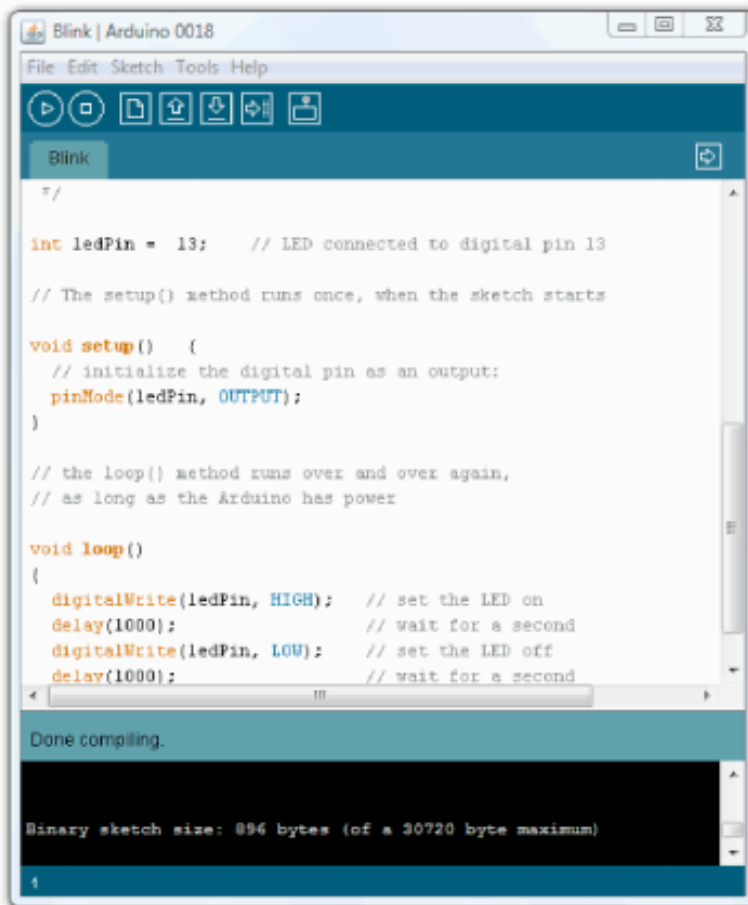 Blink | Arduino 0018
File Edit Sketch Tools Help
Blink
*/
int ledPin =  13;    // LED connected to digital pin 13
// The setup() method runs once, when the sketch starts
void setup()   {
  // initialize the digital pin as an output:
  pinMode(ledPin, OUTPUT);
}
// the loop() method runs over and over again,
// as long as the Arduino has power
void loop()
{
  digitalWrite(ledPin, HIGH);   // set the LED on
  delay(1000);                  // wait for a second
  digitalWrite(ledPin, LOW);    // set the LED off
  delay(1000);                  // wait for a second
Done compiling.
Binary sketch size: 896 bytes (of a 30720 byte maximum)
1